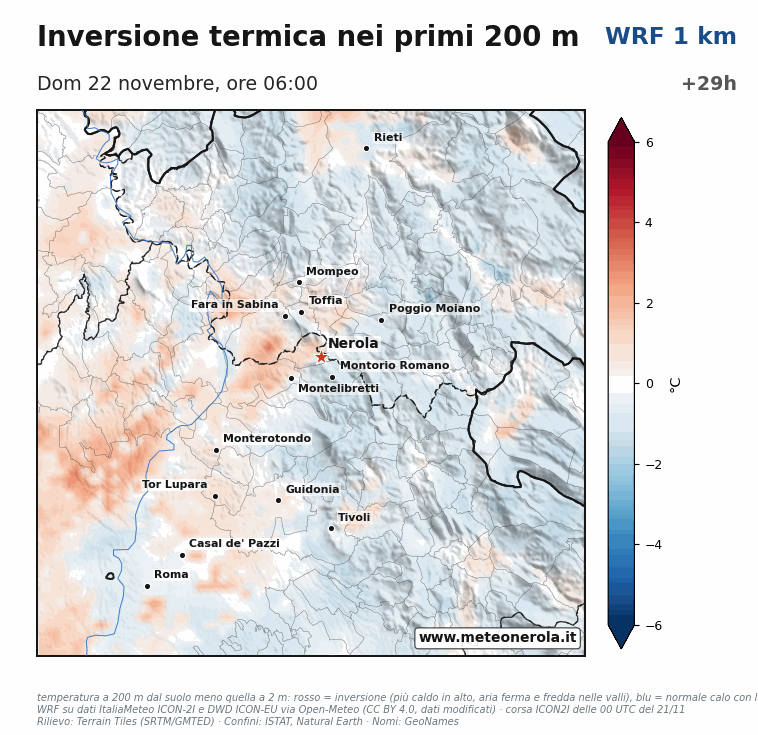 Inversione termica nei primi 200 m WRF 1 km
Dom 22 novembre, ore 06:00 +29h
Rieti
Mompeo
Fara in Sabina
Toffia
Poggio Moiano
Nerola
Montorio Romano
Montelibretti
Monterotondo
Tor Lupara
Guidonia
Tivoli
Casal de' Pazzi
Roma
6
4
2
0
−2
−4
−6
°C
www.meteonerola.it
temperatura a 200 m dal suolo meno quella a 2 m: rosso = inversione (più caldo in alto, aria ferma e fredda nelle valli), blu = normale calo con
WRF su dati ItaliaMeteo ICON-2I e DWD ICON-EU via Open-Meteo (CC BY 4.0, dati modificati) · corsa ICON2I delle 00 UTC del 21/11
Rilievo: Terrain Tiles (SRTM/GMTED) · Confini: ISTAT, Natural Earth · Nomi: GeoNames